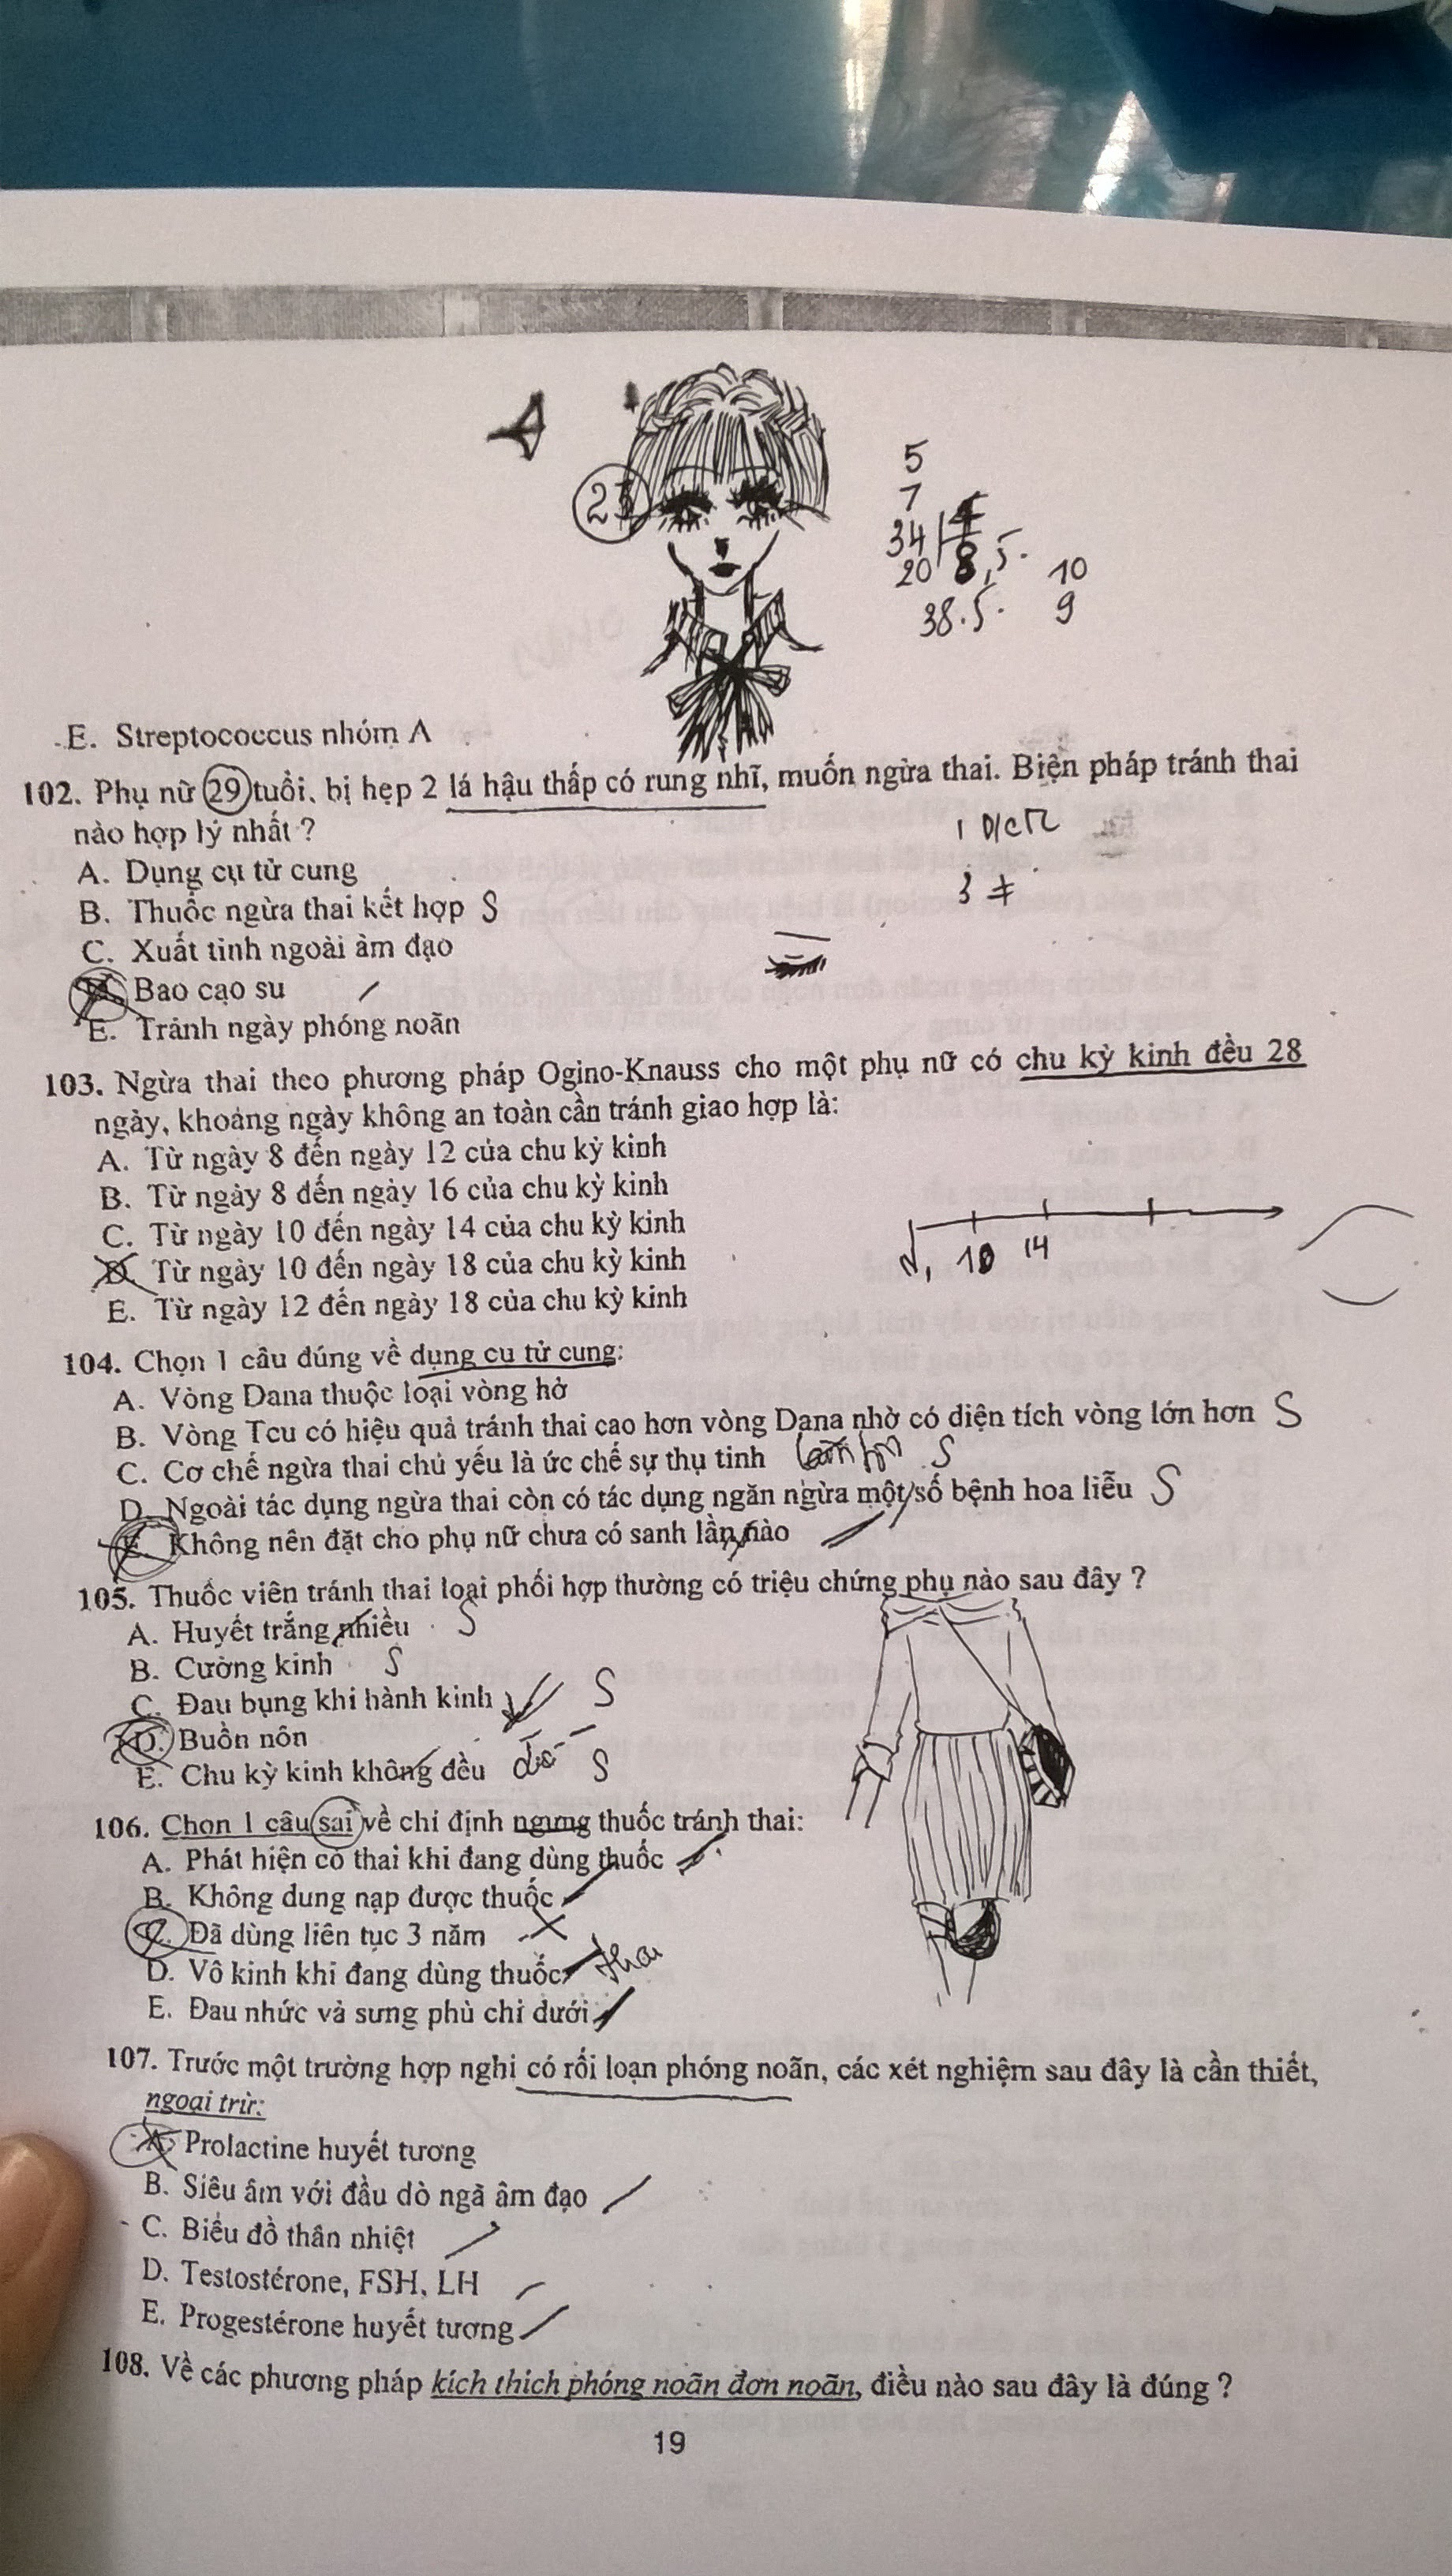 23
5
7
34 4
20 8,5.
38.5.
10
9
E. Streptococcus nhóm A
102. Phụ nữ 29 tuổi, bị hẹp 2 lá hậu thấp có rung nhĩ, muốn ngừa thai. Biện pháp tránh thai
nào hợp lý nhất ?
A. Dụng cụ tử cung
B. Thuốc ngừa thai kết hợp S
C. Xuất tinh ngoài âm đạo
D. Bao cao su
E. Tránh ngày phóng noãn
103. Ngừa thai theo phương pháp Ogino-Knauss cho một phụ nữ có chu kỳ kinh đều 28
ngày, khoảng ngày không an toàn cần tránh giao hợp là:
A. Từ ngày 8 đến ngày 12 của chu kỳ kinh
B. Từ ngày 8 đến ngày 16 của chu kỳ kinh
C. Từ ngày 10 đến ngày 14 của chu kỳ kinh
D. Từ ngày 10 đến ngày 18 của chu kỳ kinh
E. Từ ngày 12 đến ngày 18 của chu kỳ kinh
10 14
104. Chọn 1 câu đúng về dụng cụ tử cung:
A. Vòng Dana thuộc loại vòng hở
B. Vòng Tcu có hiệu quả tránh thai cao hơn vòng Dana nhờ có diện tích vòng lớn hơn S
C. Cơ chế ngừa thai chủ yếu là ức chế sự thụ tinh S
D. Ngoài tác dụng ngừa thai còn có tác dụng ngăn ngừa một số bệnh hoa liễu S
E. Không nên đặt cho phụ nữ chưa có sanh lần nào
105. Thuốc viên tránh thai loại phối hợp thường có triệu chứng phụ nào sau đây ?
A. Huyết trắng nhiều S
B. Cường kinh S
C. Đau bụng khi hành kinh S
D. Buồn nôn
E. Chu kỳ kinh không đều S
106. Chọn 1 câu sai về chỉ định ngưng thuốc tránh thai:
A. Phát hiện có thai khi đang dùng thuốc
B. Không dung nạp được thuốc
C. Đã dùng liên tục 3 năm
D. Vô kinh khi đang dùng thuốc thai
E. Đau nhức và sưng phù chi dưới
107. Trước một trường hợp nghi có rối loạn phóng noãn, các xét nghiệm sau đây là cần thiết,
ngoại trừ:
A. Prolactine huyết tương
B. Siêu âm với đầu dò ngã âm đạo
C. Biểu đồ thân nhiệt
D. Testostérone, FSH, LH
E. Progestérone huyết tương
108. Về các phương pháp kích thích phóng noãn đơn noãn, điều nào sau đây là đúng ?
19